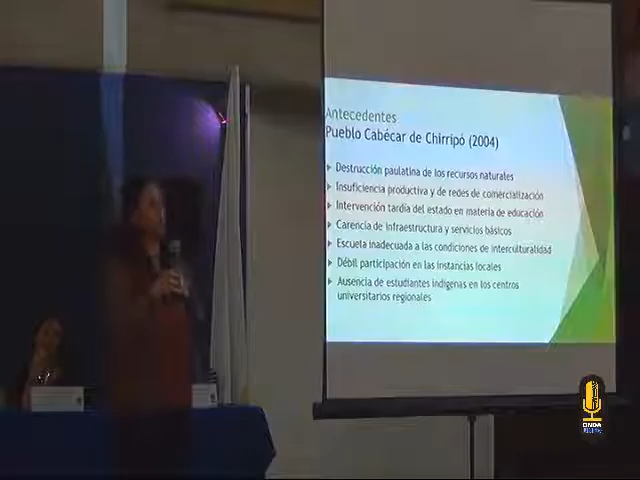 Antecedentes
Pueblo Cabécar de Chirripó (2004)
Destrucción paulatina de los recursos naturales
Insuficiencia productiva y de redes de comercialización
Intervención tardía del estado en materia de educación
Carencia de infraestructura y servicios básicos
Escuela inadecuada a las condiciones de interculturalidad
Débil participación en las instancias locales
Ausencia de estudiantes indígenas en los centros
universitarios regionales
ONDA